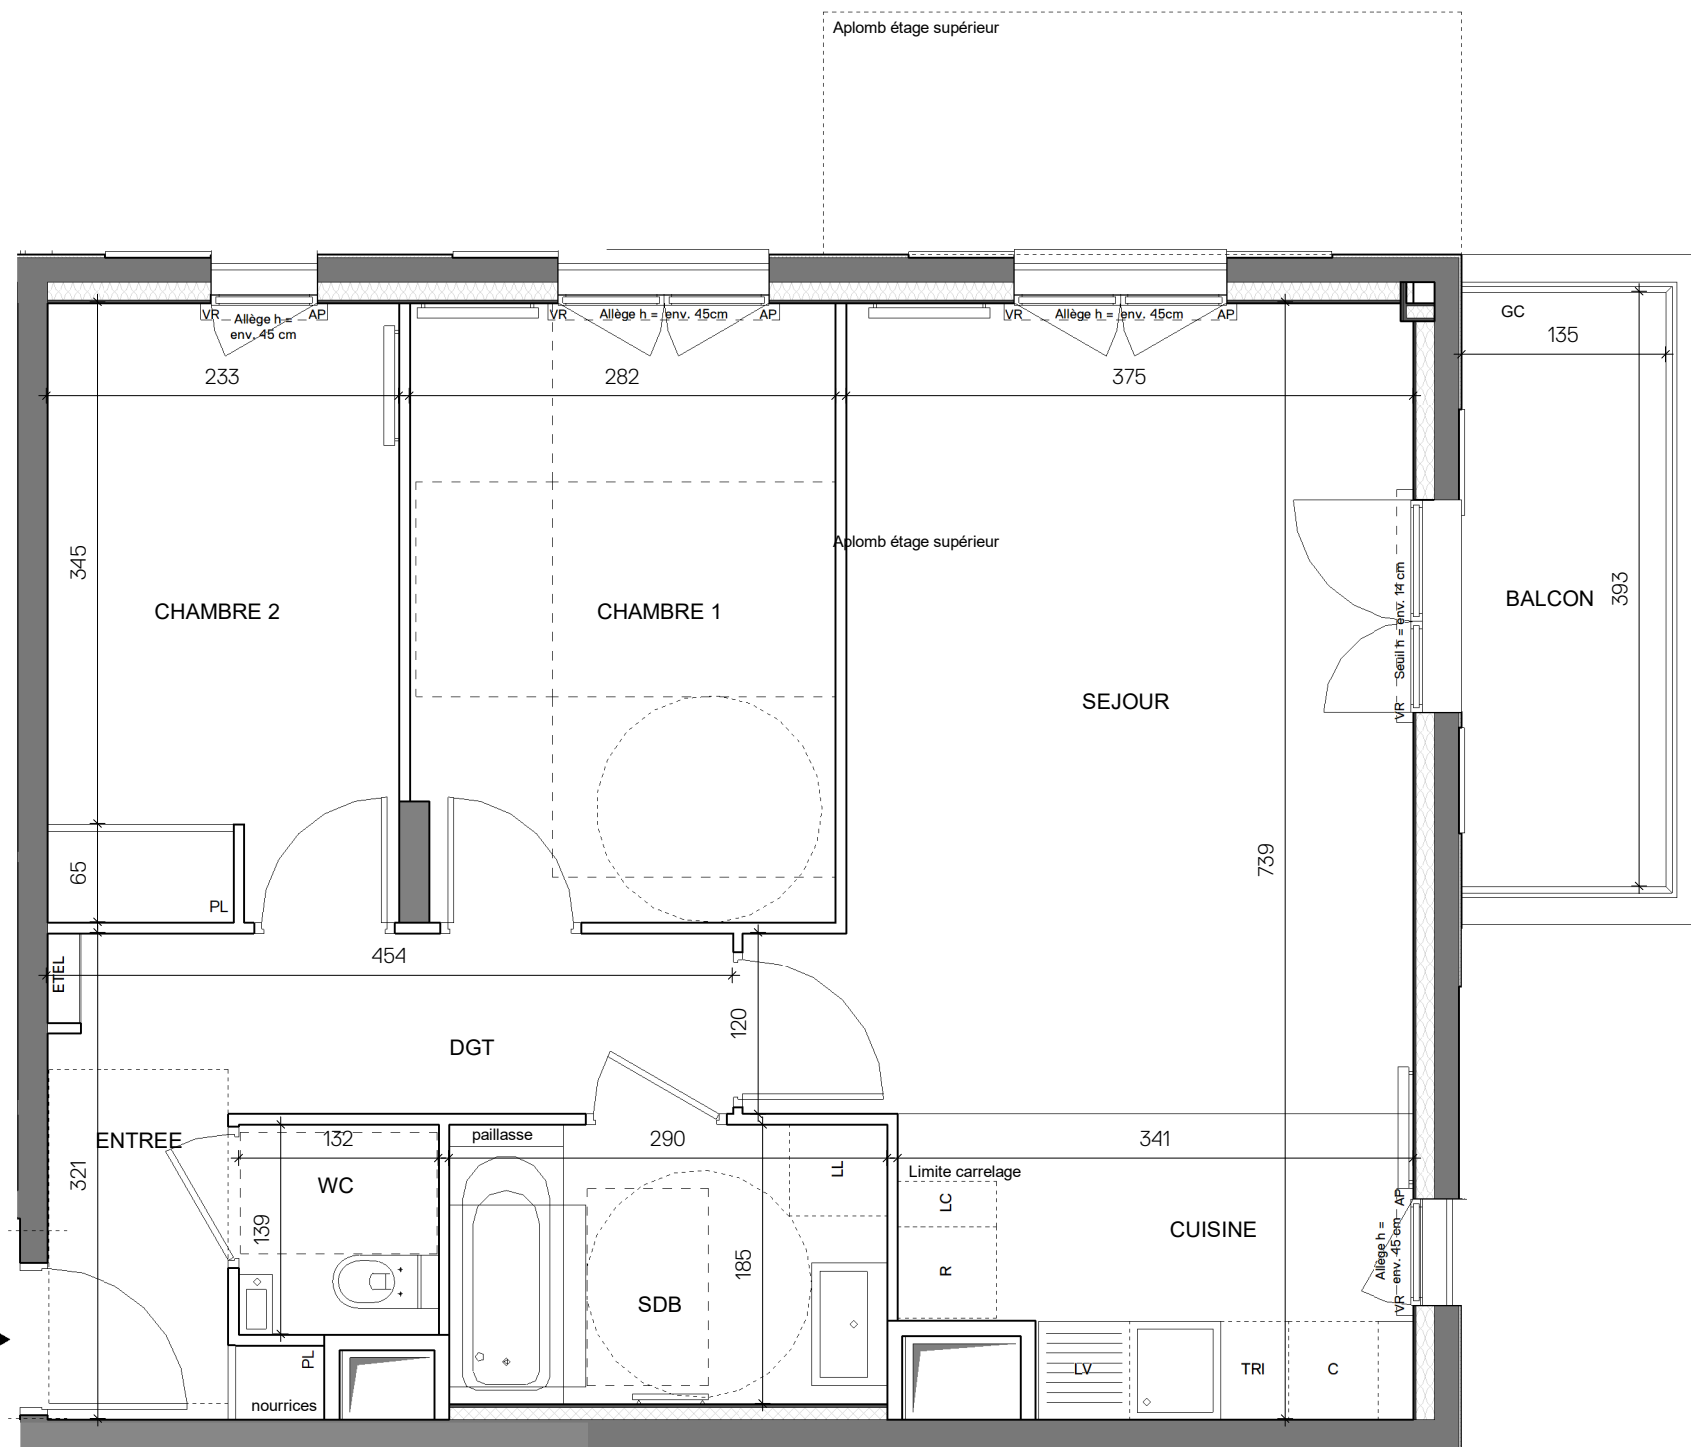 Aplomb étage supérieur
VR
Allège h =
env. 45 cm
AP
VR
Allège h = env. 45cm
AP
VR
Allège h = env. 45cm
AP
GC
135
233
282
375
Aplomb étage supérieur
345
CHAMBRE 2
CHAMBRE 1
SEJOUR
Seuil h = env. 14 cm
VR
BALCON
393
65
PL
739
454
ETEL
120
DGT
ENTREE
132
paillasse
290
341
321
WC
LL
Limite carrelage
LC
AP
139
185
CUISINE
Allège h =
env. 45 cm
R
VR
SDB
PL
LV
TRI
C
nourrices